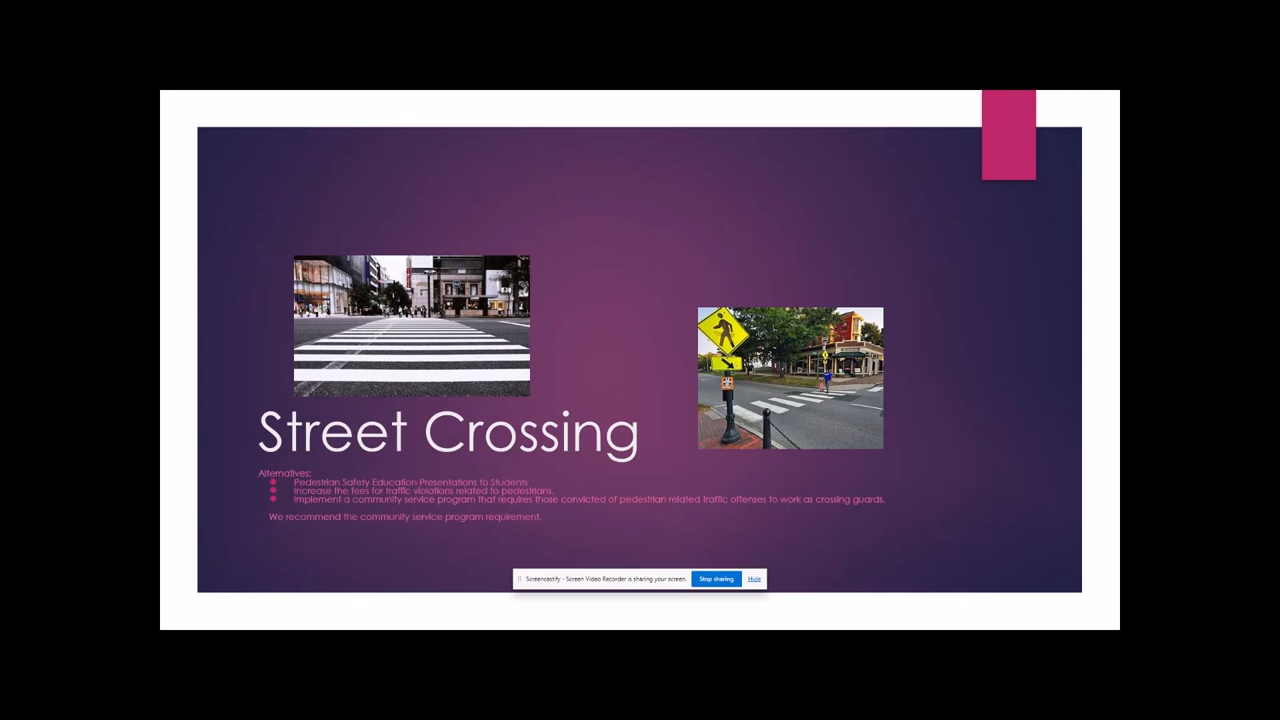 Street Crossing
Alternatives:
Pedestrian Safety Education Presentations to Students
Increase the fees for traffic violations related to pedestrians.
Implement a community service program that requires those convicted of pedestrian related traffic offenses to work as crossing guards.
We recommend the community service program requirement.
Screencastify - Screen Video Recorder is sharing your screen. Stop sharing Hide